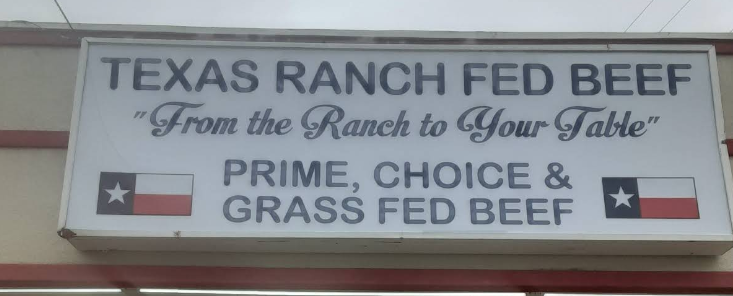 TEXAS RANCH FED BEEF
"From the Ranch to Your Table"
PRIME, CHOICE &
GRASS FED BEEF